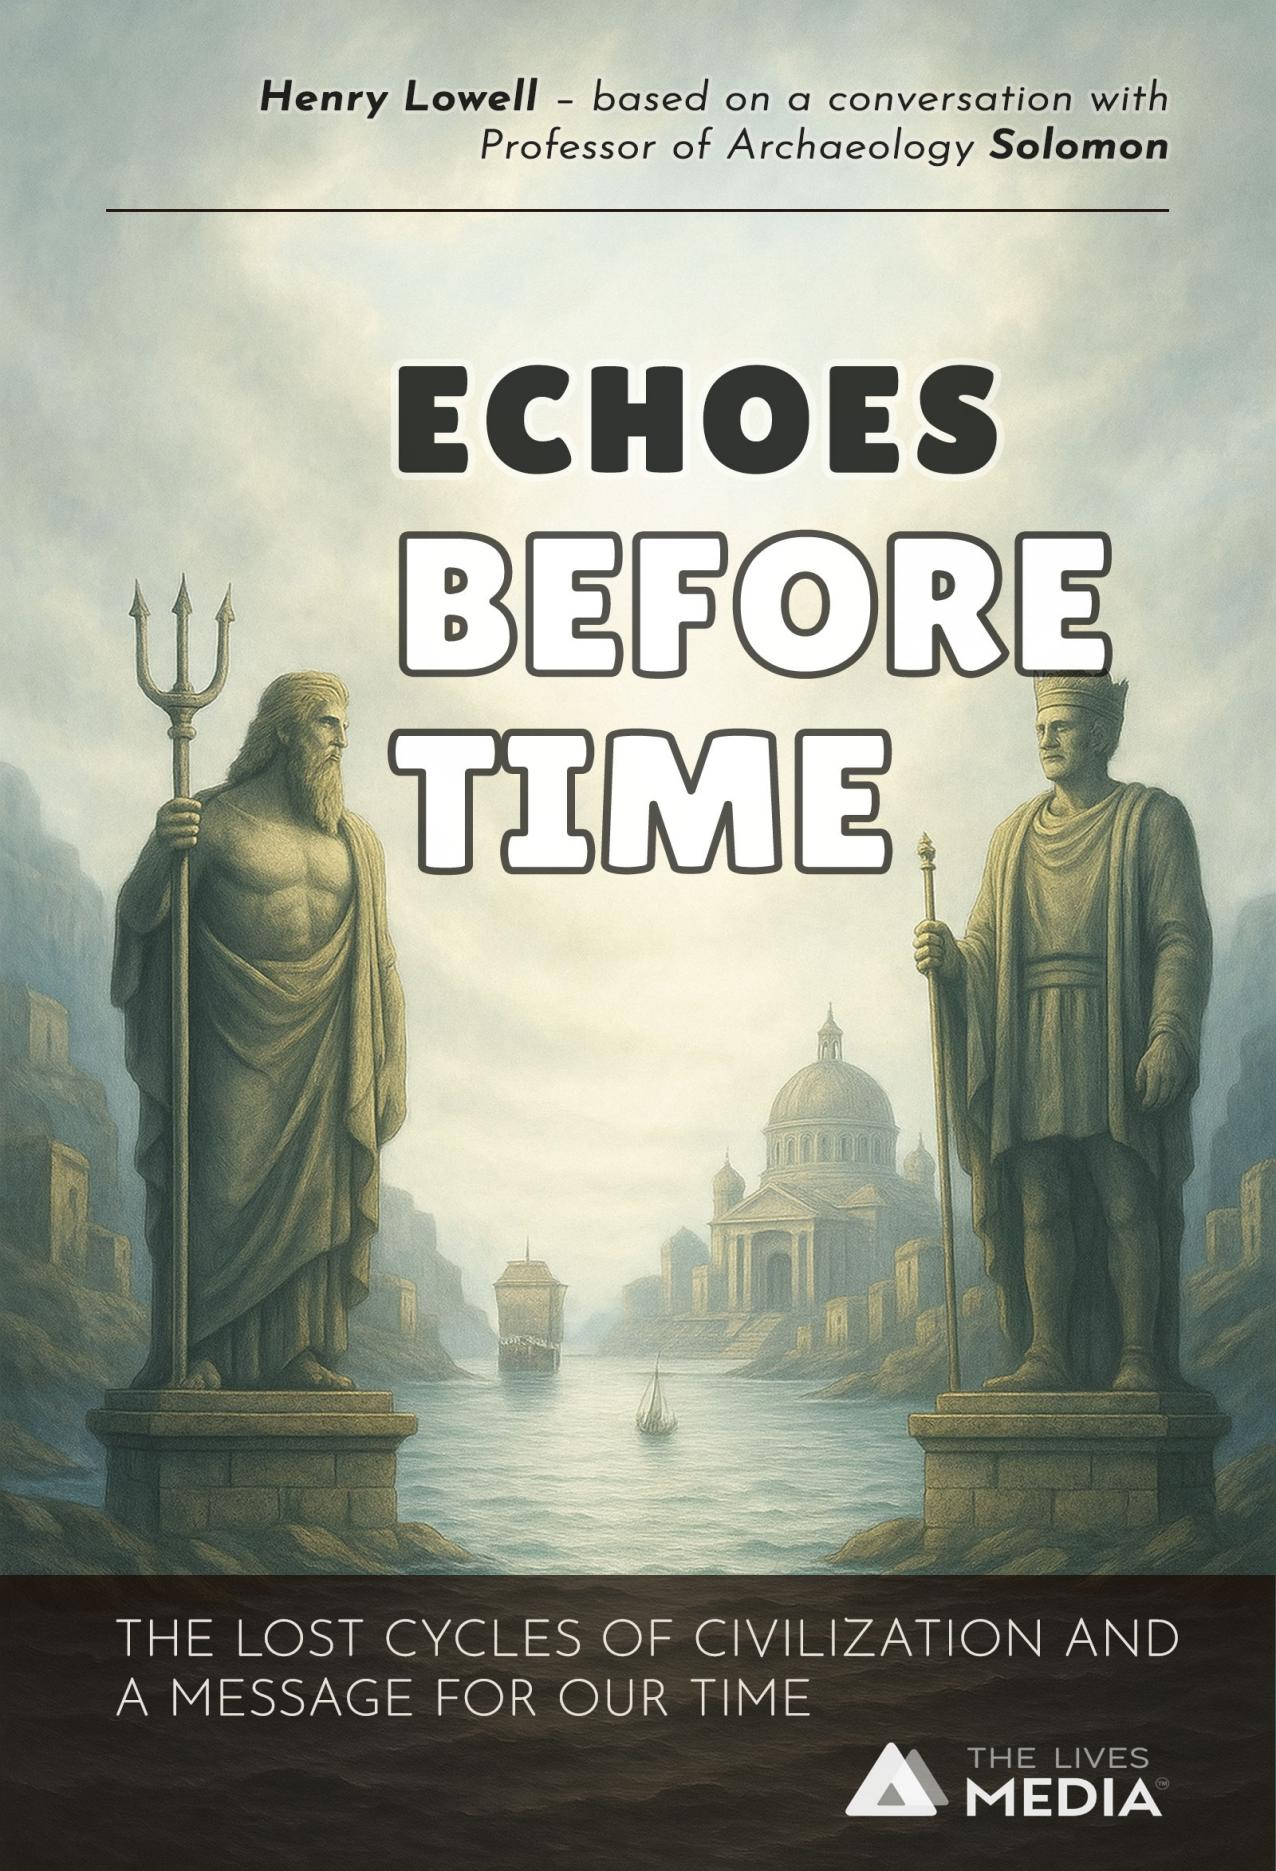 Henry Lowell – based on a conversation with
Professor of Archaeology Solomon
ECHOES
BEFORE
TIME
THE LOST CYCLES OF CIVILIZATION AND
A MESSAGE FOR OUR TIME
THE LIVES
MEDIA™